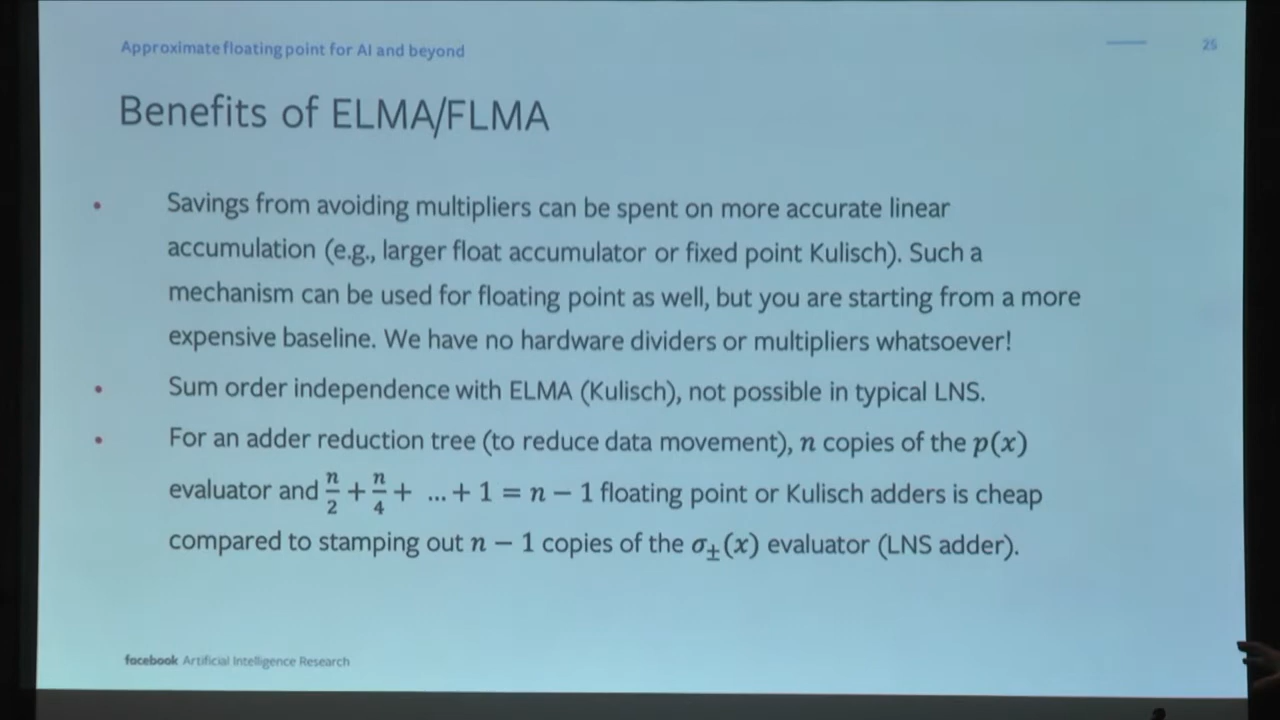 Approximate floating point for AI and beyond
25
Benefits of ELMA/FLMA
• Savings from avoiding multipliers can be spent on more accurate linear
accumulation (e.g., larger float accumulator or fixed point Kulisch). Such a
mechanism can be used for floating point as well, but you are starting from a more
expensive baseline. We have no hardware dividers or multipliers whatsoever!
• Sum order independence with ELMA (Kulisch), not possible in typical LNS.
• For an adder reduction tree (to reduce data movement), n copies of the p(x)
evaluator and n/2 + n/4 + ... + 1 = n − 1 floating point or Kulisch adders is cheap
compared to stamping out n − 1 copies of the σ±(x) evaluator (LNS adder).
facebook Artificial Intelligence Research